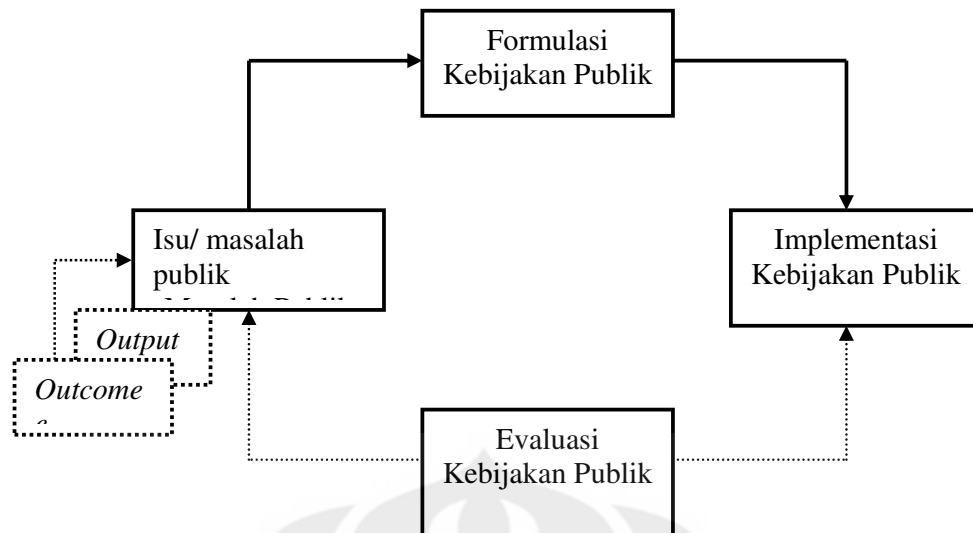 Formulasi
Kebijakan Publik
Isu/ masalah
publik
Implementasi
Kebijakan Publik
Output
Outcome
Evaluasi
Kebijakan Publik